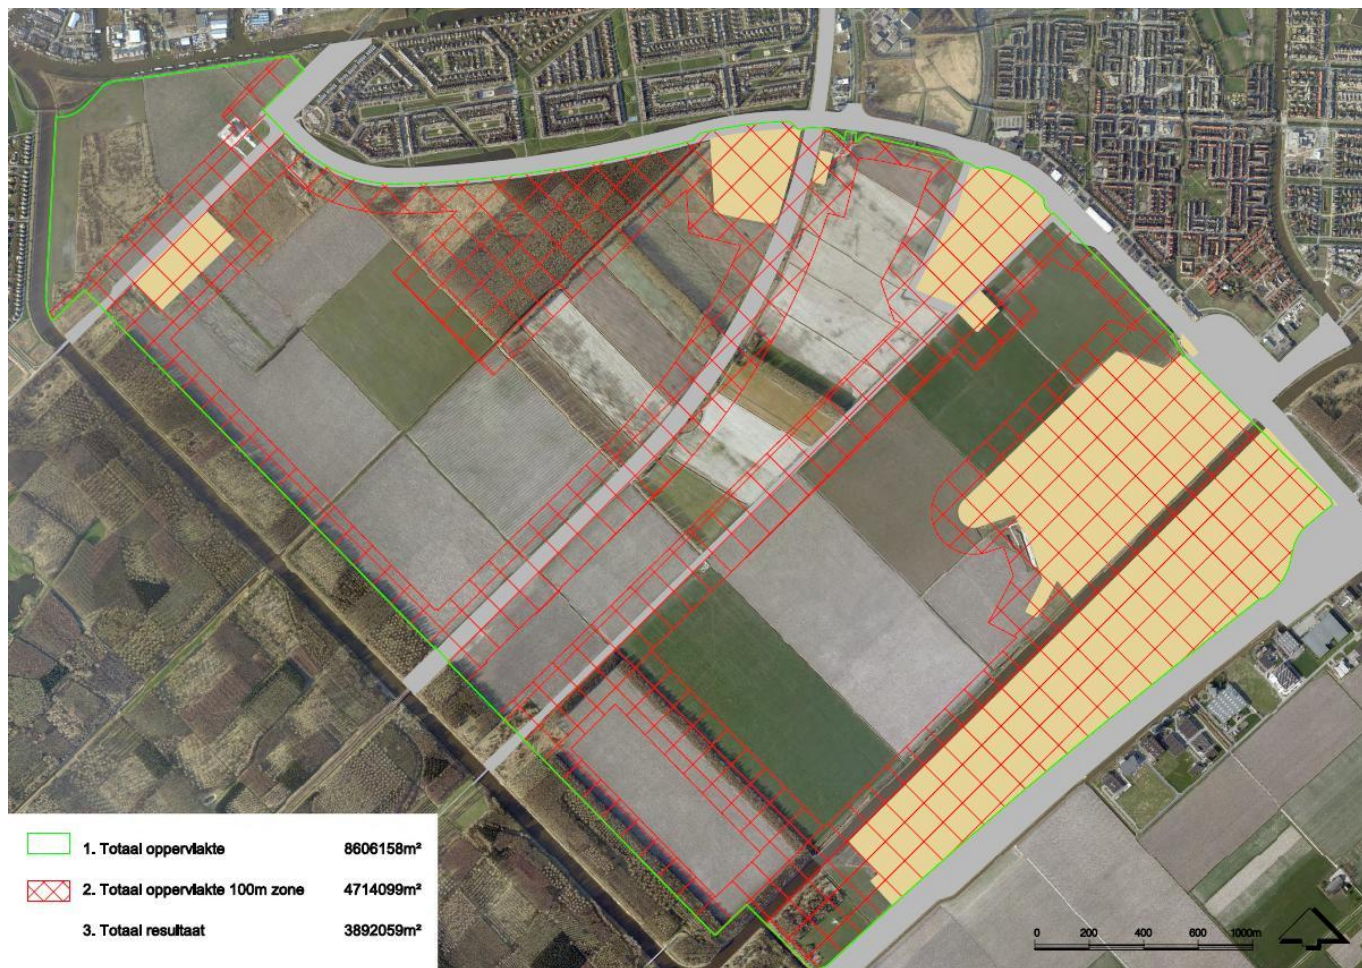 1. Totaal oppervlakte 8606158m²
2. Totaal oppervlakte 100m zone 4714099m²
3. Totaal resultaat 3892059m²
0 200 400 600 800 1000m